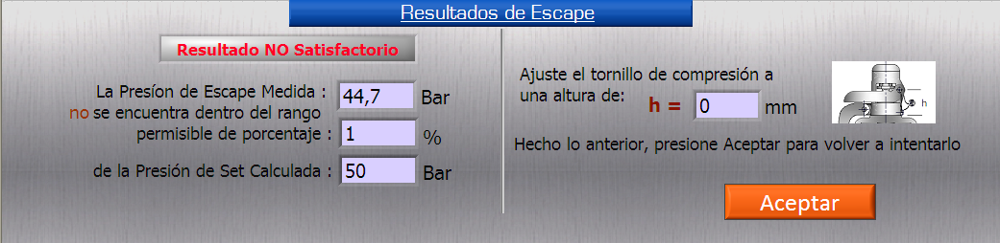 Resultados de Escape
Resultado NO Satisfactorio
La Presíon de Escape Medida : 44,7 Bar
no se encuentra dentro del rango
permisible de porcentaje : 1 %
de la Presión de Set Calculada : 50 Bar
Ajuste el tornillo de compresión a
una altura de: h = 0 mm
h
Hecho lo anterior, presione Aceptar para volver a intentarlo
Aceptar